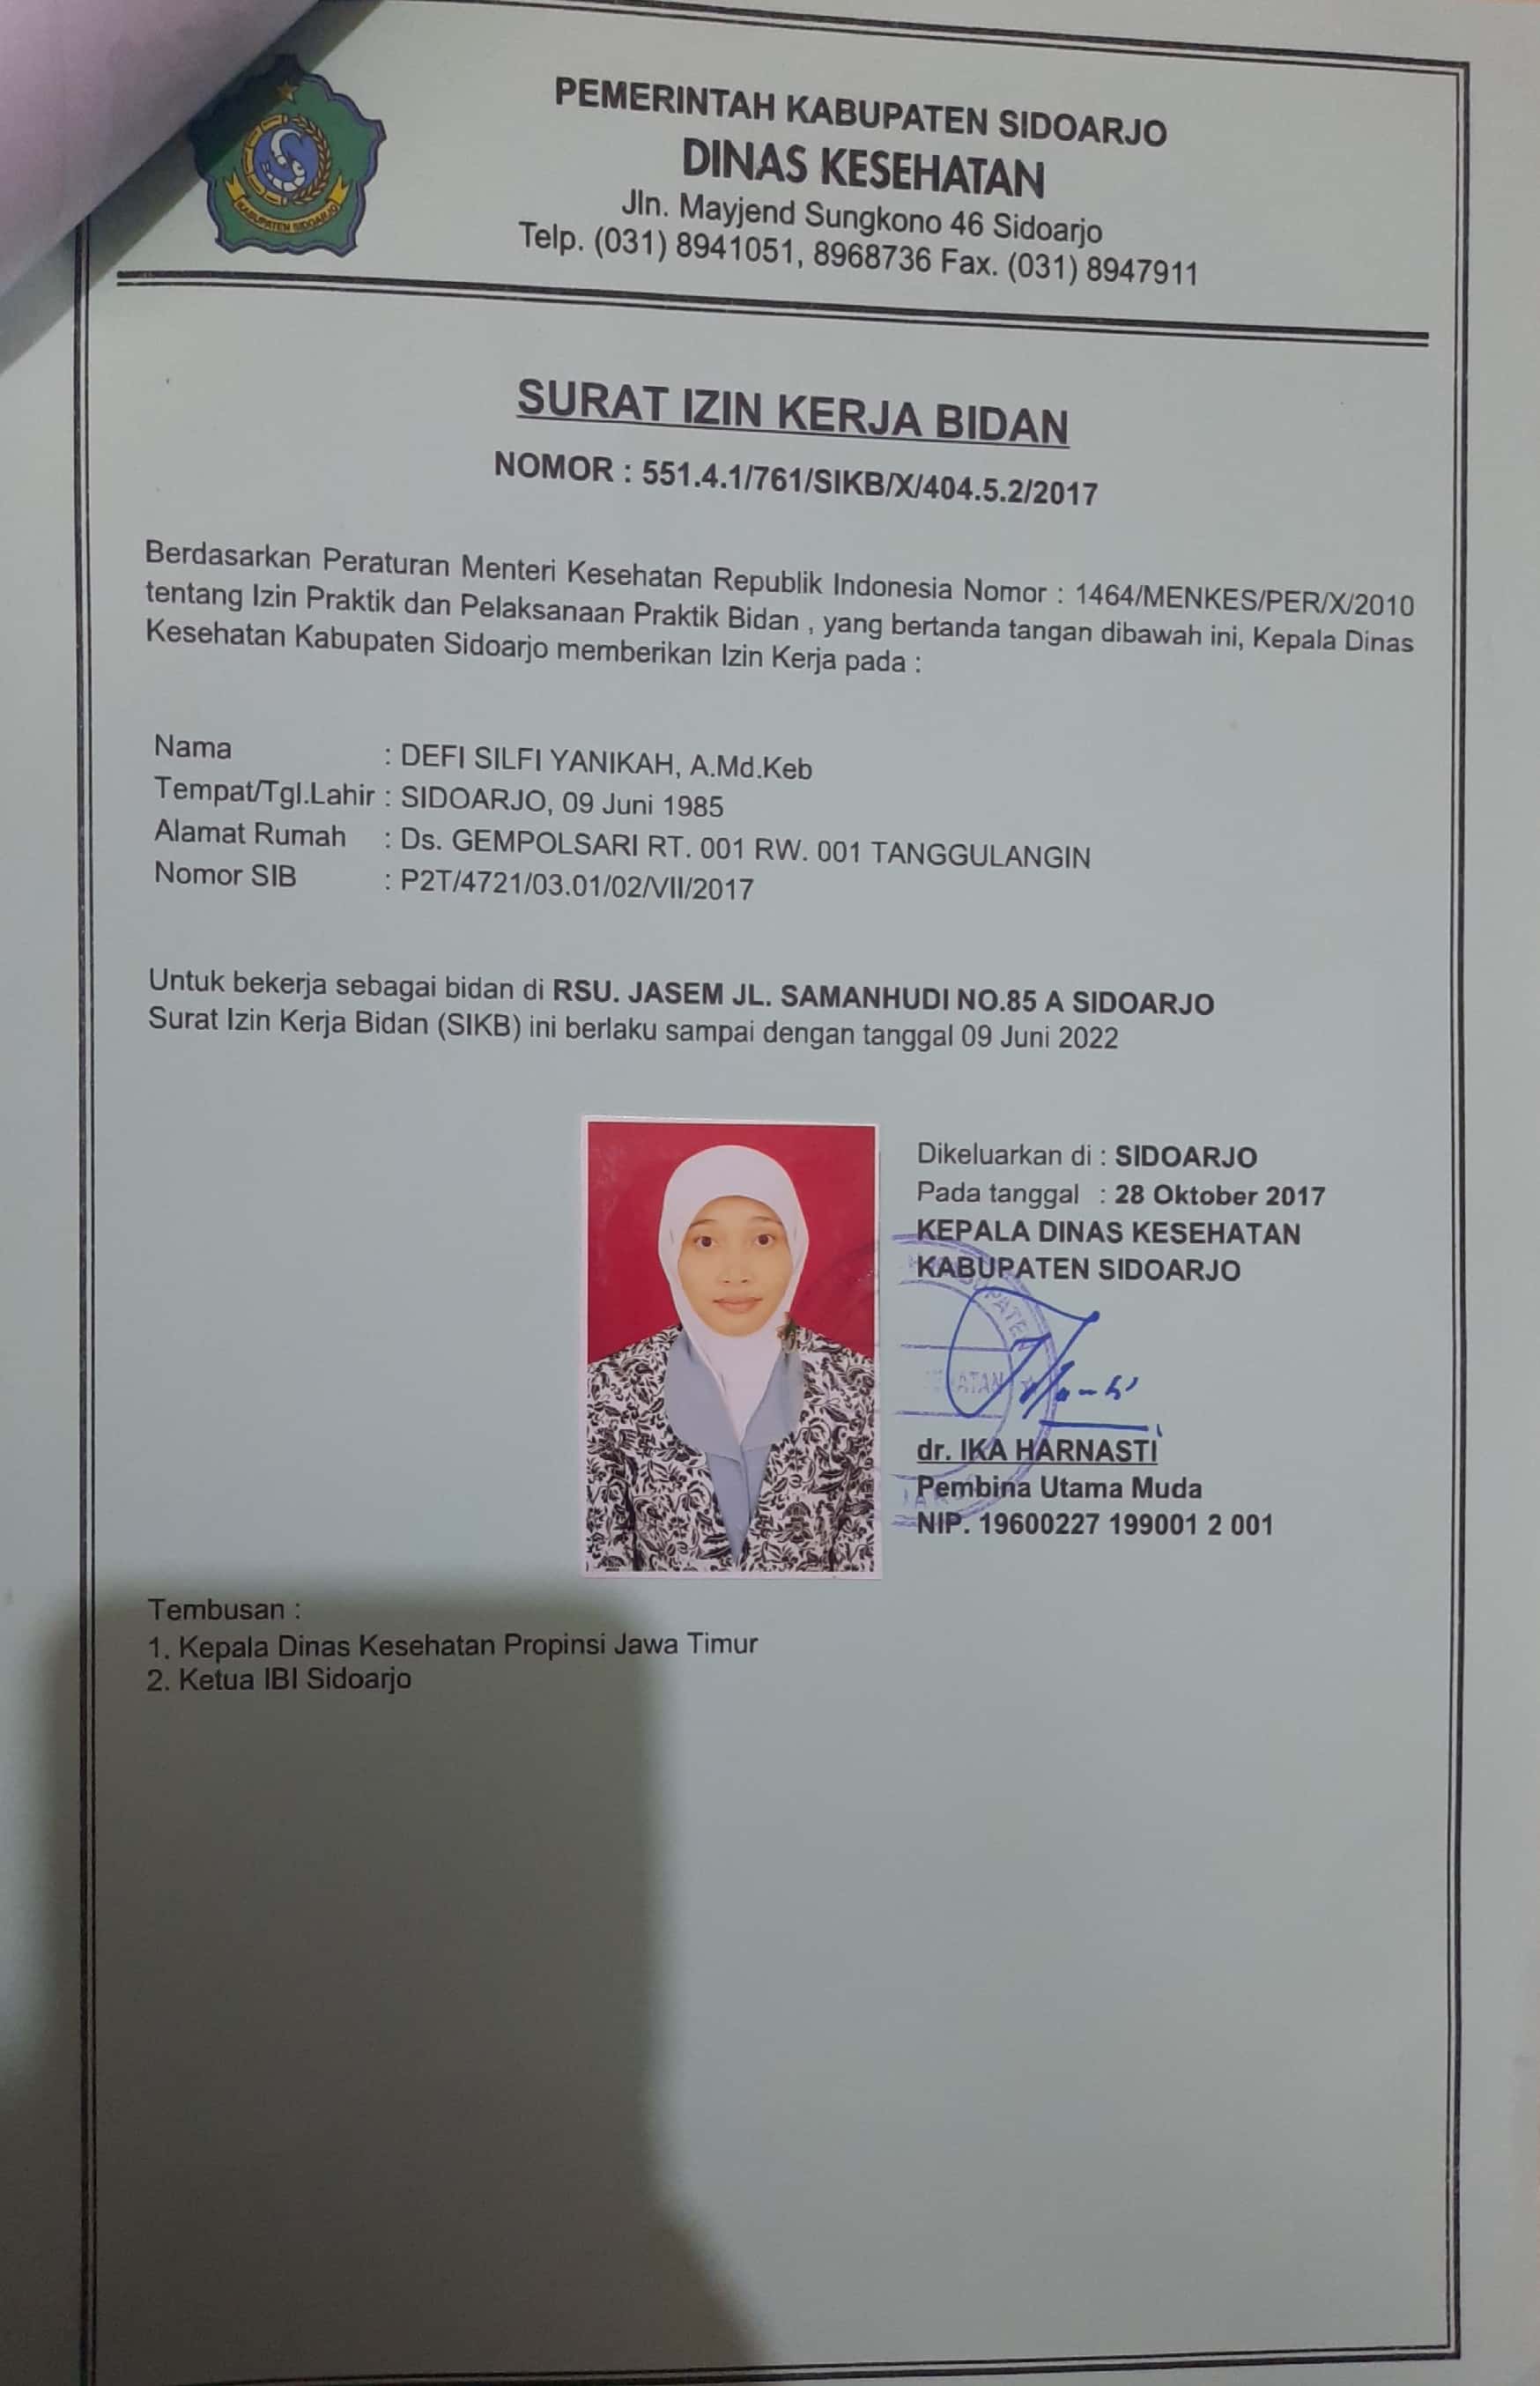 PEMERINTAH KABUPATEN SIDOARJO
DINAS KESEHATAN
Jln. Mayjend Sungkono 46 Sidoarjo
Telp. (031) 8941051, 8968736 Fax. (031) 8947911
KABUPATEN SIDOARJO
SURAT IZIN KERJA BIDAN
NOMOR : 551.4.1/761/SIKB/X/404.5.2/2017
Berdasarkan Peraturan Menteri Kesehatan Republik Indonesia Nomor : 1464/MENKES/PER/X/2010
tentang Izin Praktik dan Pelaksanaan Praktik Bidan , yang bertanda tangan dibawah ini, Kepala Dinas
Kesehatan Kabupaten Sidoarjo memberikan Izin Kerja pada :
Nama : DEFI SILFI YANIKAH, A.Md.Keb
Tempat/Tgl.Lahir : SIDOARJO, 09 Juni 1985
Alamat Rumah : Ds. GEMPOLSARI RT. 001 RW. 001 TANGGULANGIN
Nomor SIB : P2T/4721/03.01/02/VII/2017
Untuk bekerja sebagai bidan di RSU. JASEM JL. SAMANHUDI NO.85 A SIDOARJO
Surat Izin Kerja Bidan (SIKB) ini berlaku sampai dengan tanggal 09 Juni 2022
Dikeluarkan di : SIDOARJO
Pada tanggal : 28 Oktober 2017
KEPALA DINAS KESEHATAN
KABUPATEN SIDOARJO
dr. IKA HARNASTI
Pembina Utama Muda
NIP. 19600227 199001 2 001
Tembusan :
1. Kepala Dinas Kesehatan Propinsi Jawa Timur
2. Ketua IBI Sidoarjo